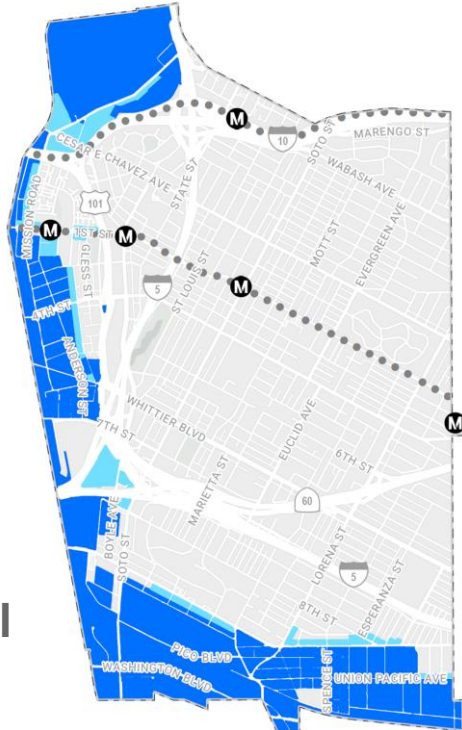 M
10
SOTO ST
MARENGO ST
CESAR E CHAVEZ AVE
WABASH AVE
STATE ST
MISSION ROAD
101
EVERGREEN AVE
MOTT ST
M
1ST ST
M
GLESS ST
5
ST LOUIS ST
M
4TH ST
ANDERSON ST
WHITTIER BLVD
EUCLID AVE
M
7TH ST
6TH ST
MARIETTA ST
60
BOYLE AVE
SOTO ST
LORENA ST
5
ESPERANZA ST
8TH ST
PICO BLVD
WASHINGTON BLVD
SPENCE ST
UNION PACIFIC AVE